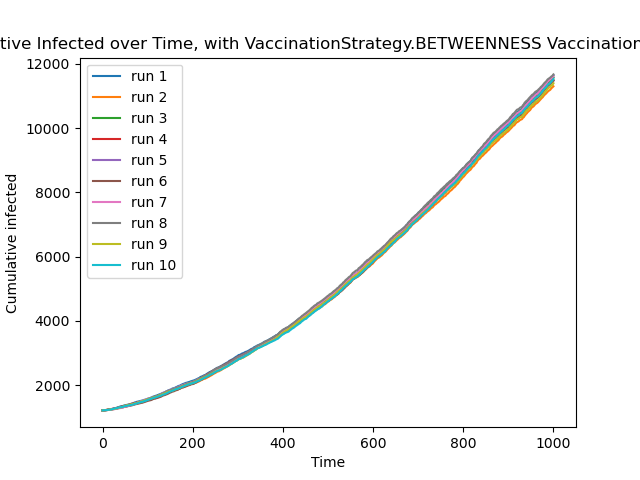 tive Infected over Time, with VaccinationStrategy.BETWEENNESS Vaccination
12000
10000
8000
6000
4000
2000
Cumulative infected
run 1
run 2
run 3
run 4
run 5
run 6
run 7
run 8
run 9
run 10
0 200 400 600 800 1000
Time